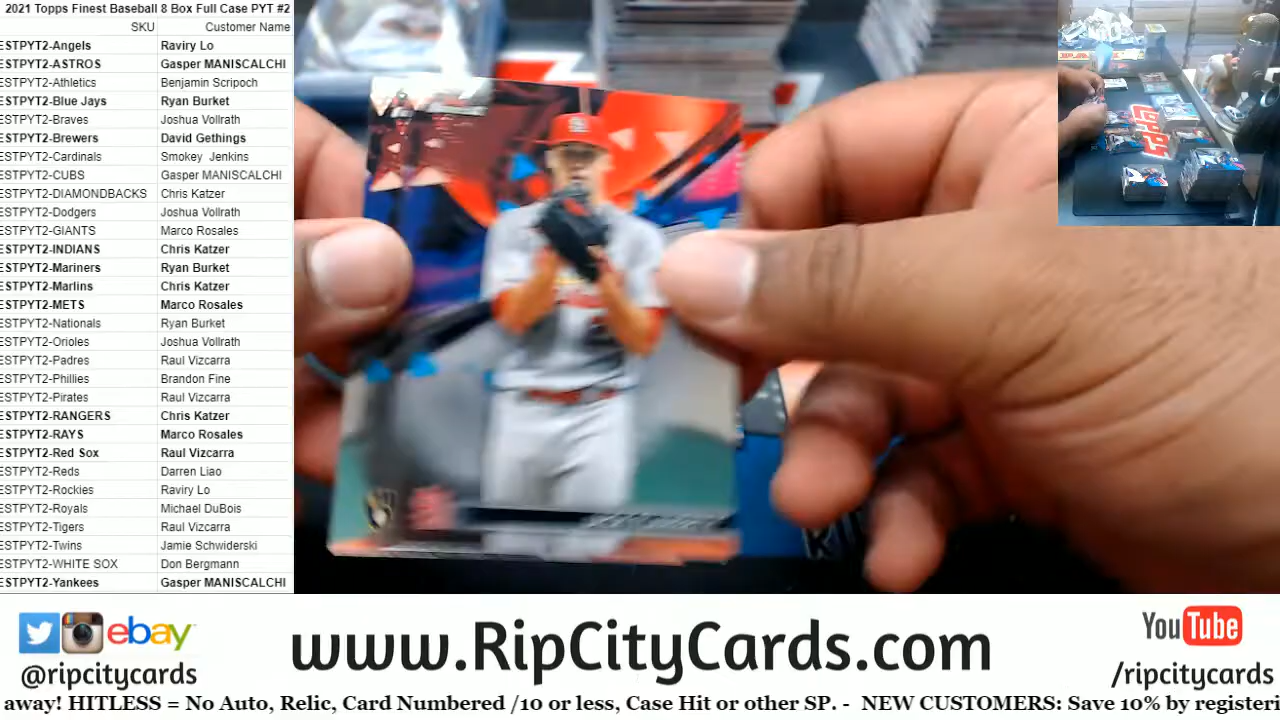 2021 Topps Finest Baseball 8 Box Full Case PYT #2
SKU Customer Name
ESTPYT2-Angels Raviry Lo
ESTPYT2-ASTROS Gasper MANISCALCHI
ESTPYT2-Athletics Benjamin Scripoch
ESTPYT2-Blue Jays Ryan Burket
ESTPYT2-Braves Joshua Vollrath
ESTPYT2-Brewers David Gethings
ESTPYT2-Cardinals Smokey Jenkins
ESTPYT2-CUBS Gasper MANISCALCHI
ESTPYT2-DIAMONDBACKS Chris Katzer
ESTPYT2-Dodgers Joshua Vollrath
ESTPYT2-GIANTS Marco Rosales
ESTPYT2-INDIANS Chris Katzer
ESTPYT2-Mariners Ryan Burket
ESTPYT2-Marlins Chris Katzer
ESTPYT2-METS Marco Rosales
ESTPYT2-Nationals Ryan Burket
ESTPYT2-Orioles Joshua Vollrath
ESTPYT2-Padres Raul Vizcarra
ESTPYT2-Phillies Brandon Fine
ESTPYT2-Pirates Raul Vizcarra
ESTPYT2-RANGERS Chris Katzer
ESTPYT2-RAYS Marco Rosales
ESTPYT2-Red Sox Raul Vizcarra
ESTPYT2-Reds Darren Liao
ESTPYT2-Rockies Raviry Lo
ESTPYT2-Royals Michael DuBois
ESTPYT2-Tigers Raul Vizcarra
ESTPYT2-Twins Jamie Schwiderski
ESTPYT2-WHITE SOX Don Bergmann
ESTPYT2-Yankees Gasper MANISCALCHI
ebay
@ripcitycards
www.RipCityCards.com
YouTube
/ripcitycards
away! HITLESS = No Auto, Relic, Card Numbered /10 or less, Case Hit or other SP. - NEW CUSTOMERS: Save 10% by registeri